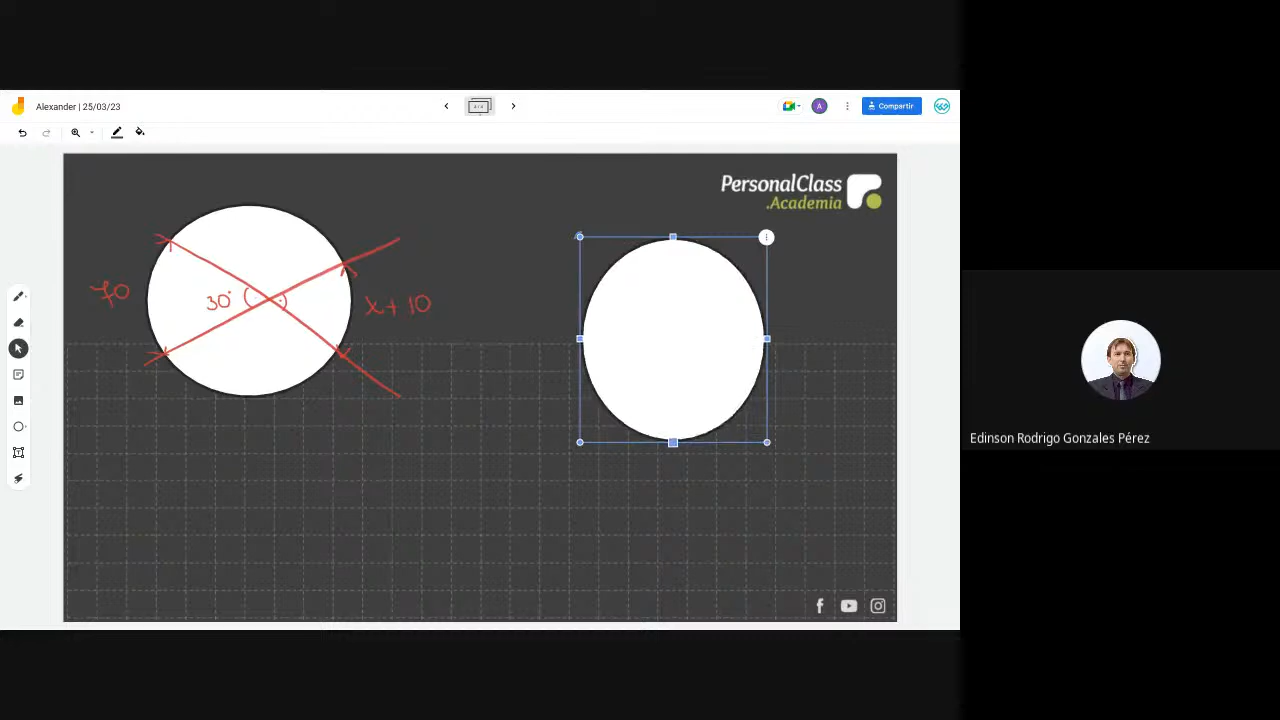 Alexander | 25/03/23
Compartir
PersonalClass
.Academia
70
30°
x + 10
Edinson Rodrigo Gonzales Pérez